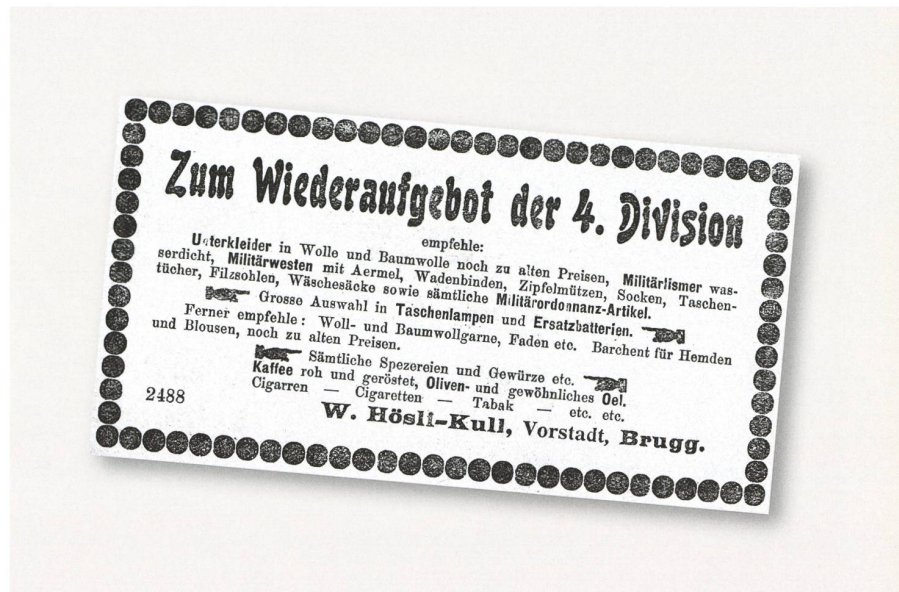 Zum Wiederaufgebot der 4. Division
empfehle:
Unterkleider in Wolle und Baumwolle noch zu alten Preisen, Militärlismer was-
serdicht, Militärwesten mit Aermel, Wadenbinden, Zipfelmützen, Socken, Taschen-
tücher, Filzsohlen, Wäschesäcke sowie sämtliche Militärordonnanz-Artikel.
Grosse Auswahl in Taschenlampen und Ersatzbatterien.
Ferner empfehle: Woll- und Baumwollgarne, Faden etc. Barchent für Hemden
und Blousen, noch zu alten Preisen.
Sämtliche Spezereien und Gewürze etc.
Kaffee roh und geröstet, Oliven- und gewöhnliches Oel.
Cigarren — Cigaretten — Tabak — etc. etc.
2488
W. Hösli-Kull, Vorstadt, Brugg.